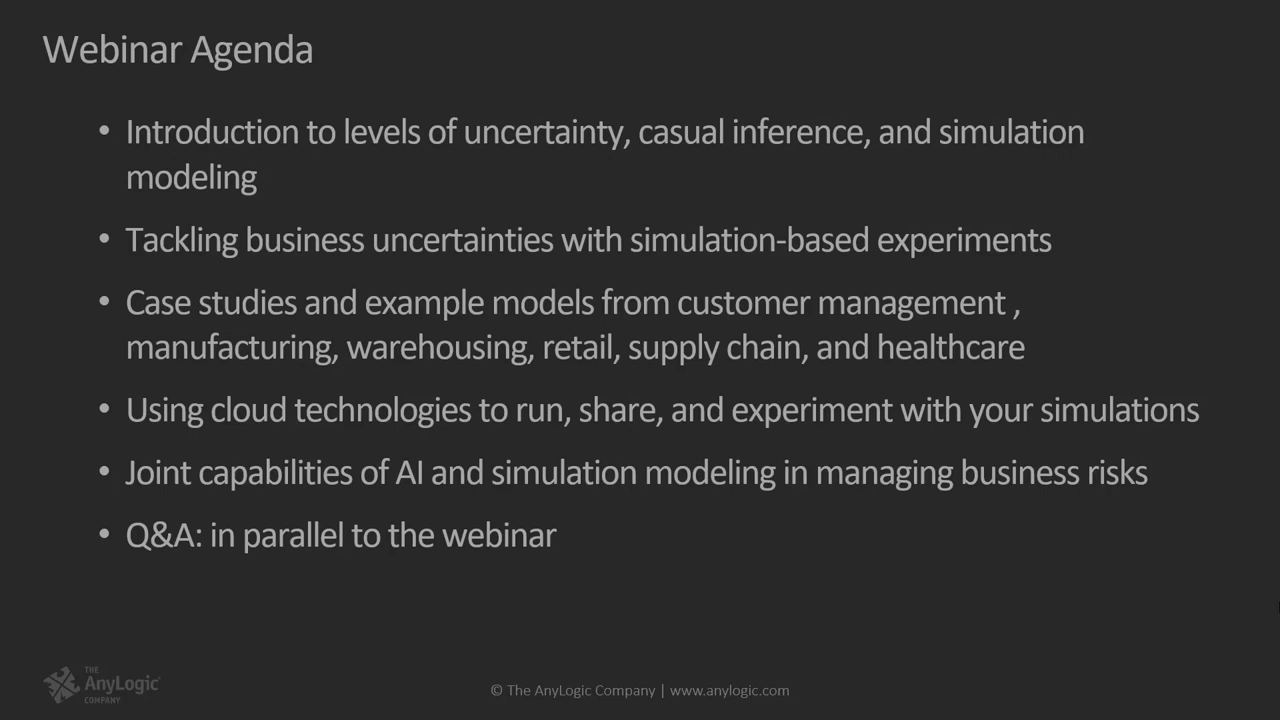 Webinar Agenda
• Introduction to levels of uncertainty, casual inference, and simulation
modeling
• Tackling business uncertainties with simulation-based experiments
• Case studies and example models from customer management ,
manufacturing, warehousing, retail, supply chain, and healthcare
• Using cloud technologies to run, share, and experiment with your simulations
• Joint capabilities of AI and simulation modeling in managing business risks
• Q&A: in parallel to the webinar
THE
AnyLogic
COMPANY
© The AnyLogic Company | www.anylogic.com